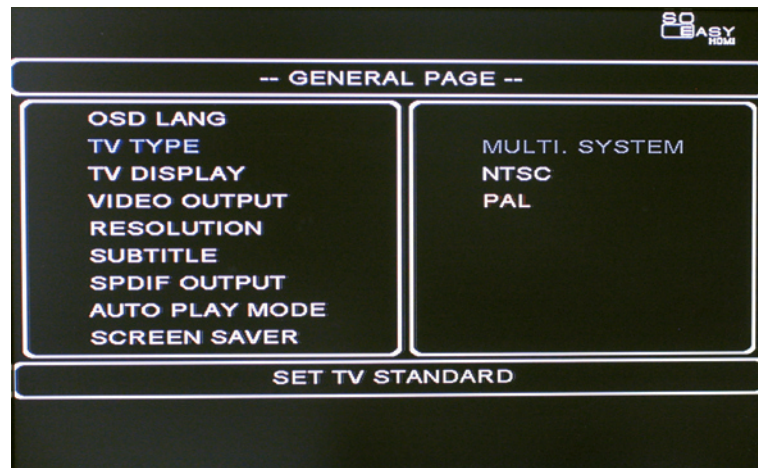 SO
EASY
HDMI
-- GENERAL PAGE --
OSD LANG
TV TYPE
TV DISPLAY
VIDEO OUTPUT
RESOLUTION
SUBTITLE
SPDIF OUTPUT
AUTO PLAY MODE
SCREEN SAVER
MULTI. SYSTEM
NTSC
PAL
SET TV STANDARD